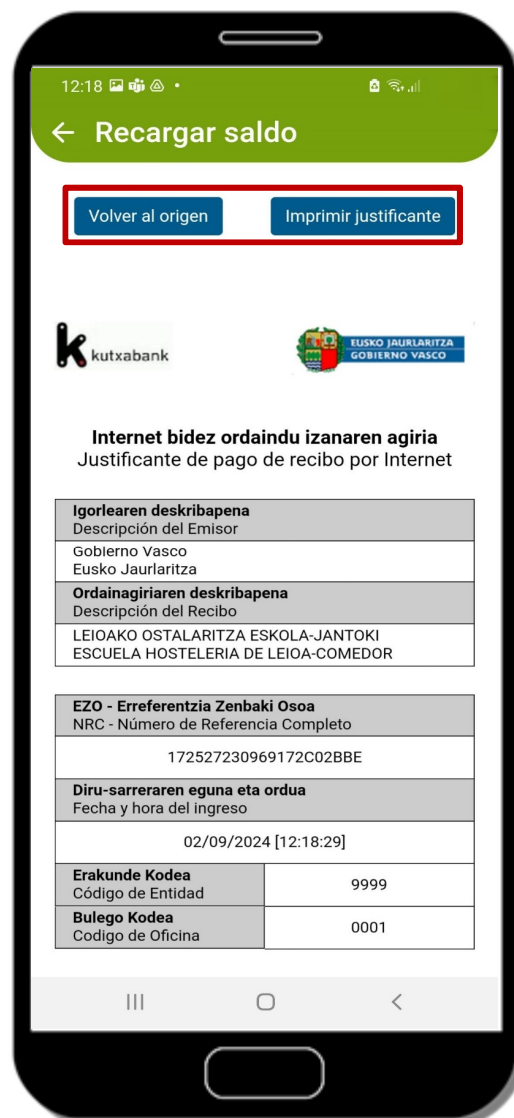 12:18
Recargar saldo
Volver al origen
Imprimir justificante
kutxabank
EUSKO JAURLARITZA
GOBIERNO VASCO
Internet bidez ordaindu izanaren agiria
Justificante de pago de recibo por Internet
Igorlearen deskribapena
Descripción del Emisor
Gobierno Vasco
Eusko Jaurlaritza
Ordainagiriaren deskribapena
Descripción del Recibo
LEIOAKO OSTALARITZA ESKOLA-JANTOKI
ESCUELA HOSTELERIA DE LEIOA-COMEDOR
EZO - Erreferentzia Zenbaki Osoa
NRC - Número de Referencia Completo
172527230969172C02BBE
Diru-sarreraren eguna eta ordua
Fecha y hora del ingreso
02/09/2024 [12:18:29]
Erakunde Kodea
Código de Entidad
9999
Bulego Kodea
Codigo de Oficina
0001